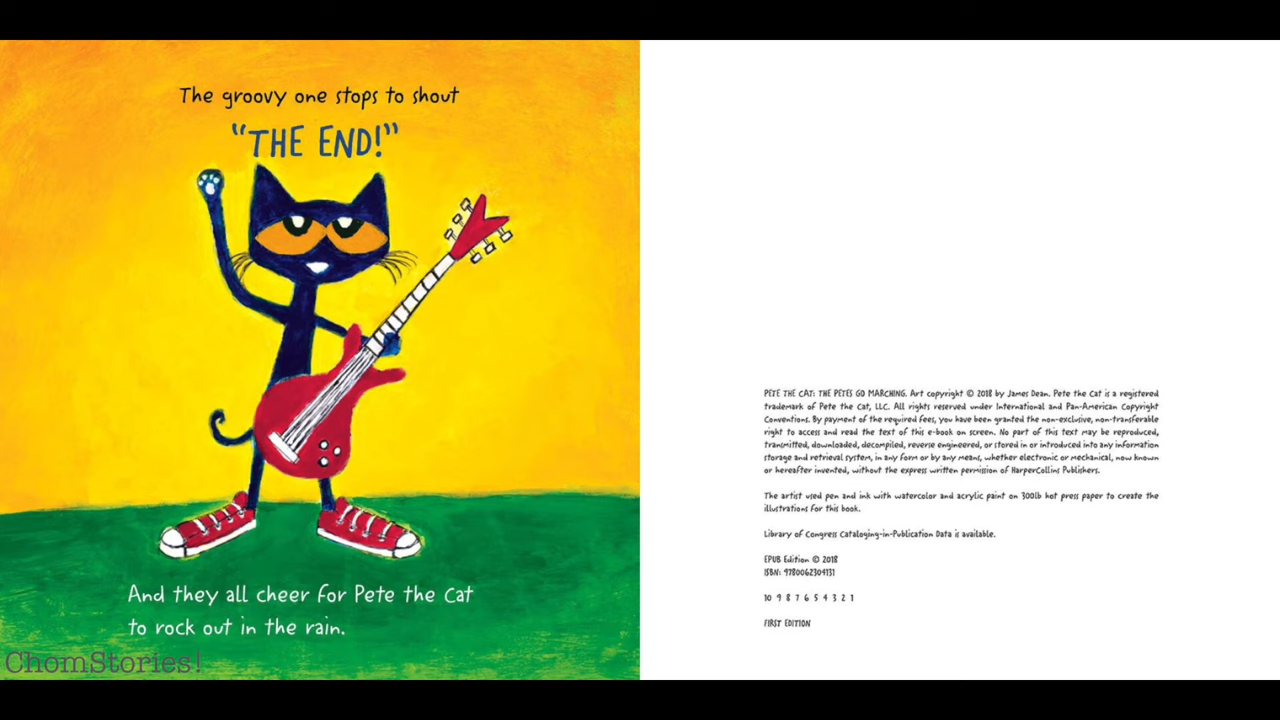 The groovy one stops to shout
"THE END!"
And they all cheer for Pete the Cat
to rock out in the rain.
ChomStories!
PETE THE CAT: THE PETES GO MARCHING. Art copyright © 2018 by James Dean. Pete the Cat is a registered
trademark of Pete the Cat, LLC. All rights reserved under International and Pan-American Copyright
Conventions. By payment of the required fees, you have been granted the non-exclusive, non-transferable
right to access and read the text of this e-book on screen. No part of this text may be reproduced,
transmitted, downloaded, decompiled, reverse engineered, or stored in or introduced into any information
storage and retrieval system, in any form or by any means, whether electronic or mechanical, now known
or hereafter invented, without the express written permission of HarperCollins Publishers.
The artist used pen and ink with watercolor and acrylic paint on 300lb hot press paper to create the
illustrations for this book.
Library of Congress Cataloging-in-Publication Data is available.
EPUB Edition © 2018
ISBN: 9780062304131
10 9 8 7 6 5 4 3 2 1
FIRST EDITION